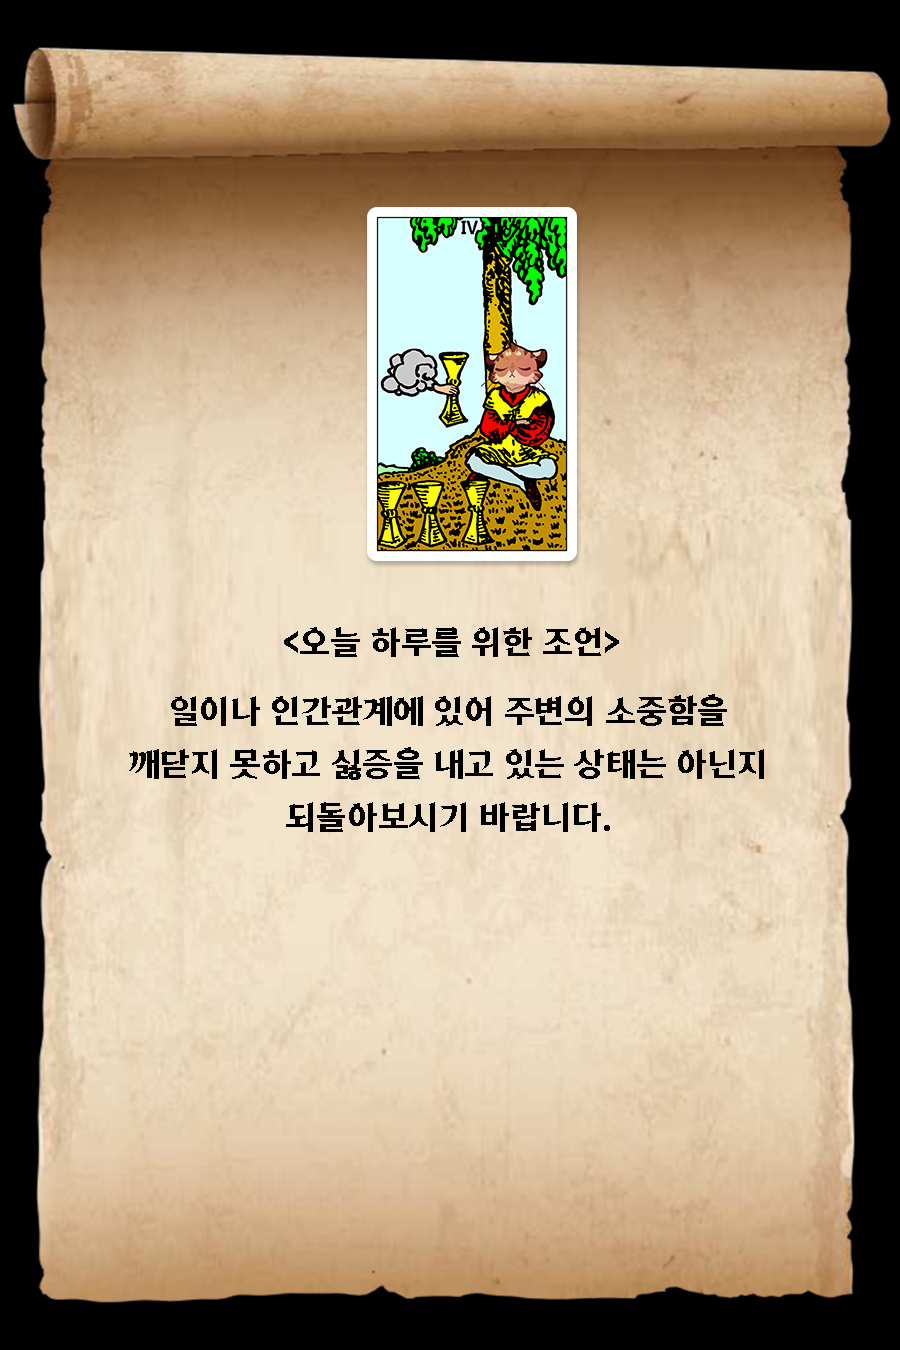 IV
<오늘 하루를 위한 조언>
일이나 인간관계에 있어 주변의 소중함을
깨닫지 못하고 싫증을 내고 있는 상태는 아닌지
되돌아보시기 바랍니다.